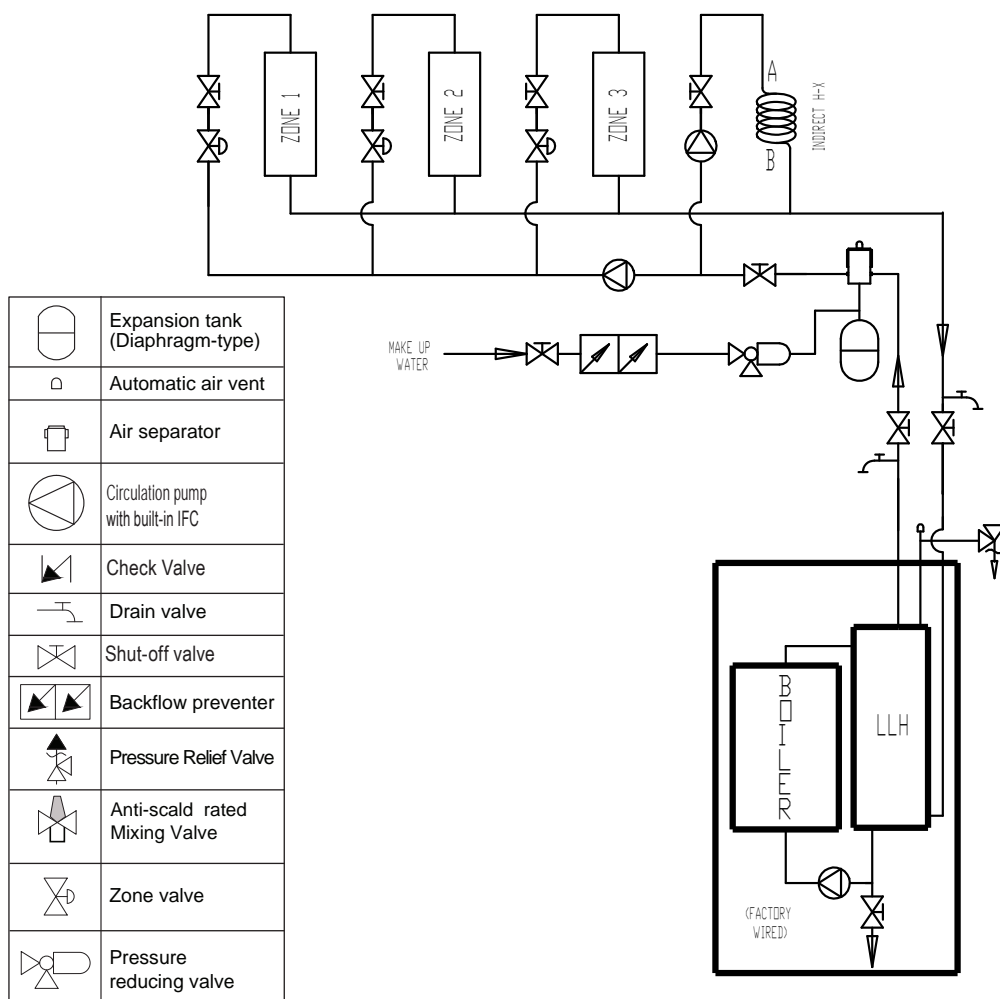 ZONE 1
ZONE 2
ZONE 3
A
B
INDIRECT H-X
MAKE UP
WATER
Expansion tank
(Diaphragm-type)
Automatic air vent
Air separator
Circulation pump
with built-in IFC
Check Valve
Drain valve
Shut-off valve
Backflow preventer
Pressure Relief Valve
Anti-scald rated
Mixing Valve
Zone valve
Pressure
reducing valve
BOILER
LLH
(FACTORY
WIRED)